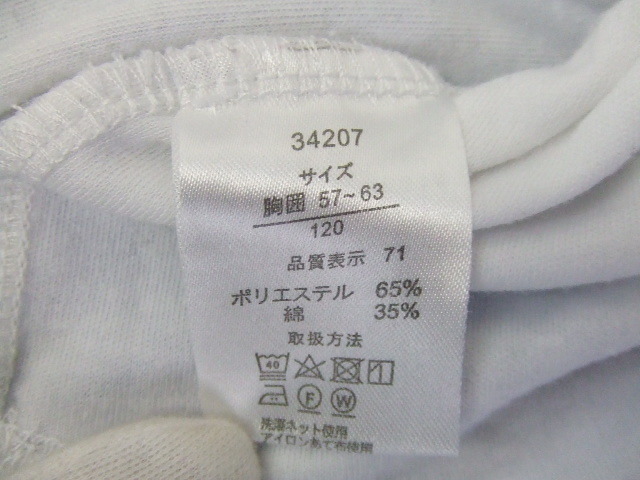 34207
サイズ
胸囲 57~63
120
品質表示 71
ポリエステル 65%
綿 35%
取扱方法
40
F W
洗濯ネット使用
アイロンあて布使用